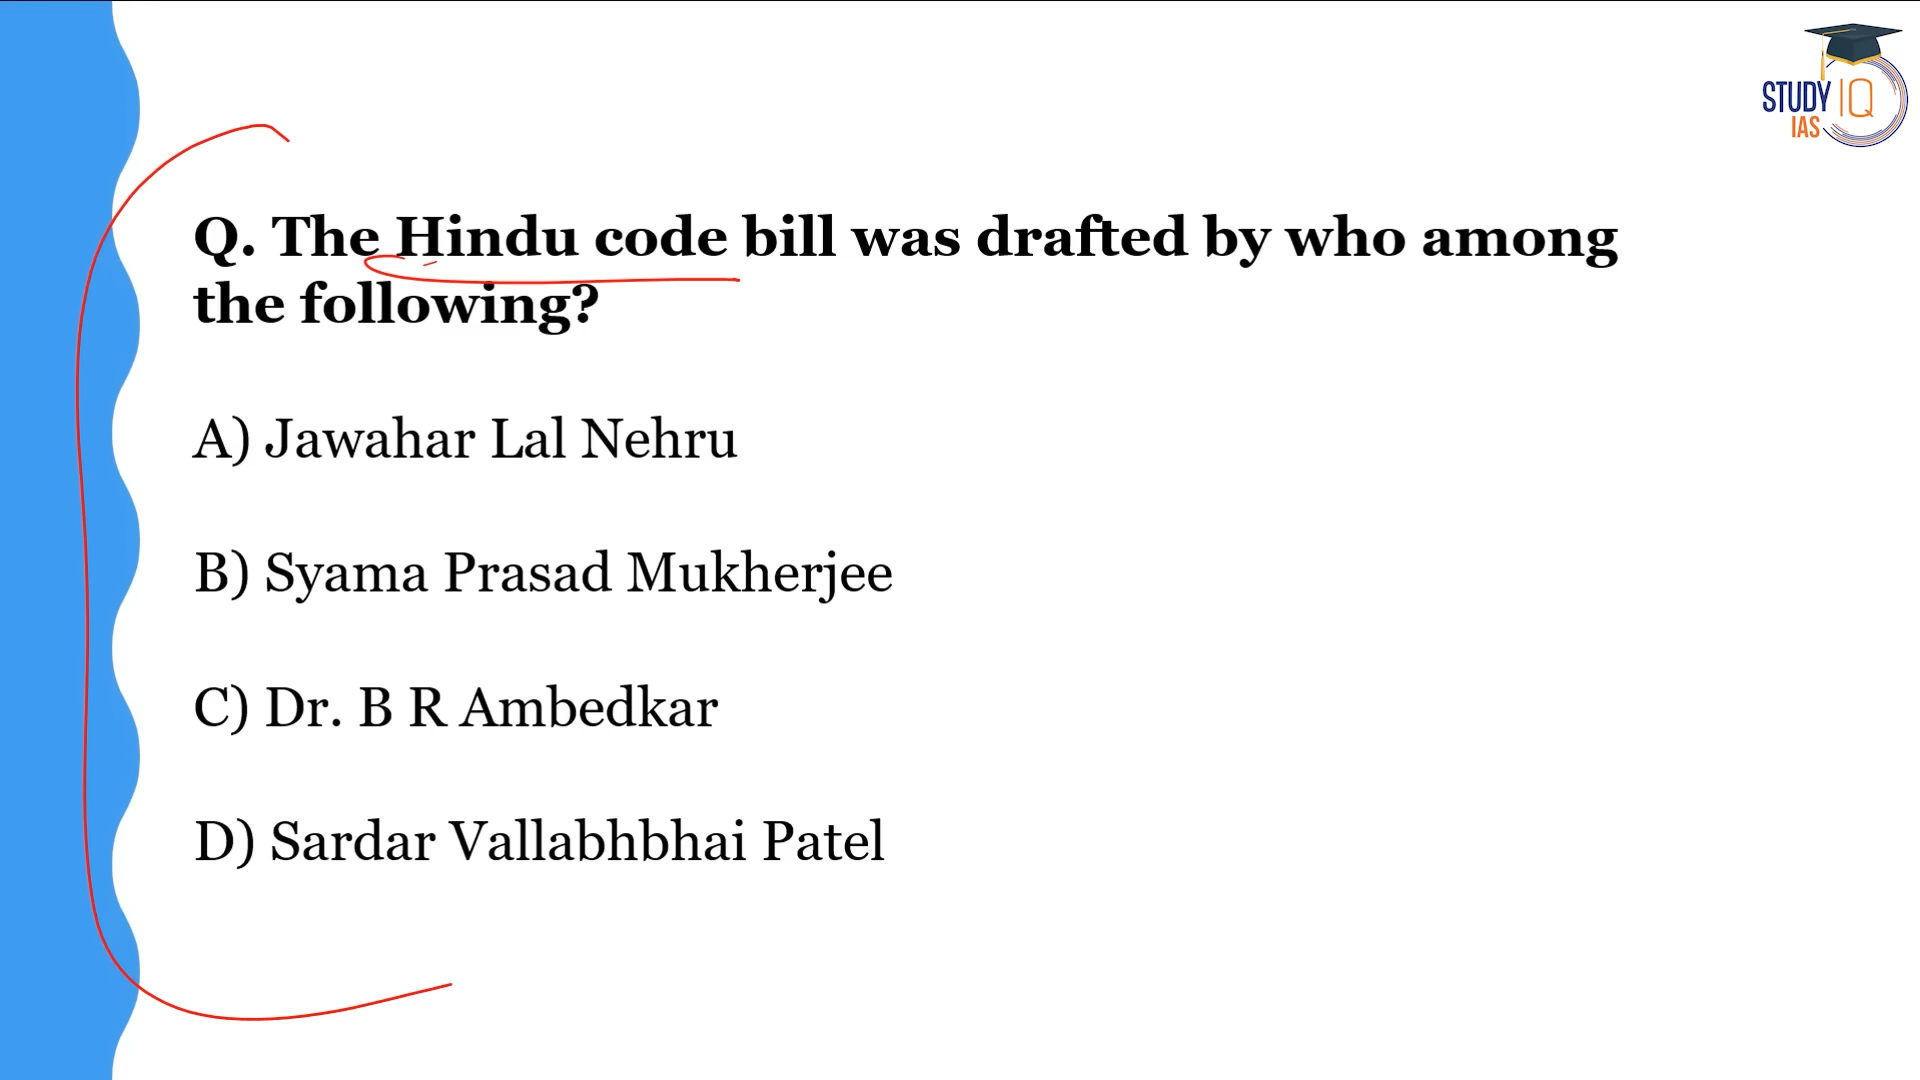 STUDY IQ
IAS
Q. The Hindu code bill was drafted by who among
the following?
A) Jawahar Lal Nehru
B) Syama Prasad Mukherjee
C) Dr. B R Ambedkar
D) Sardar Vallabhbhai Patel